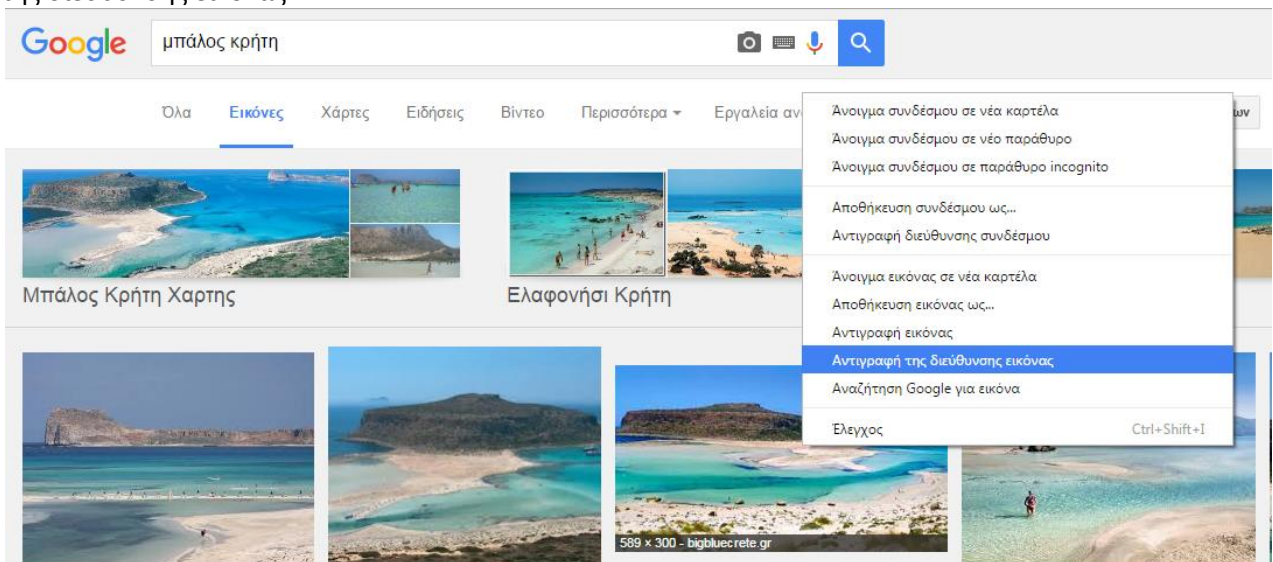 Google
μπάλος κρήτη
Όλα Εικόνες Χάρτες Ειδήσεις Βίντεο Περισσότερα Εργαλεία
Άνοιγμα συνδέσμου σε νέα καρτέλα
Άνοιγμα συνδέσμου σε νέο παράθυρο
Άνοιγμα συνδέσμου σε παράθυρο incognito
Αποθήκευση συνδέσμου ως...
Αντιγραφή διεύθυνσης συνδέσμου
Άνοιγμα εικόνας σε νέα καρτέλα
Αποθήκευση εικόνας ως...
Αντιγραφή εικόνας
Αντιγραφή της διεύθυνσης εικόνας
Αναζήτηση Google για εικόνα
Έλεγχος Ctrl+Shift+I
Μπάλος Κρήτη Χαρτης
Ελαφονήσι Κρήτη
589 × 300 - bigbluecrete.gr